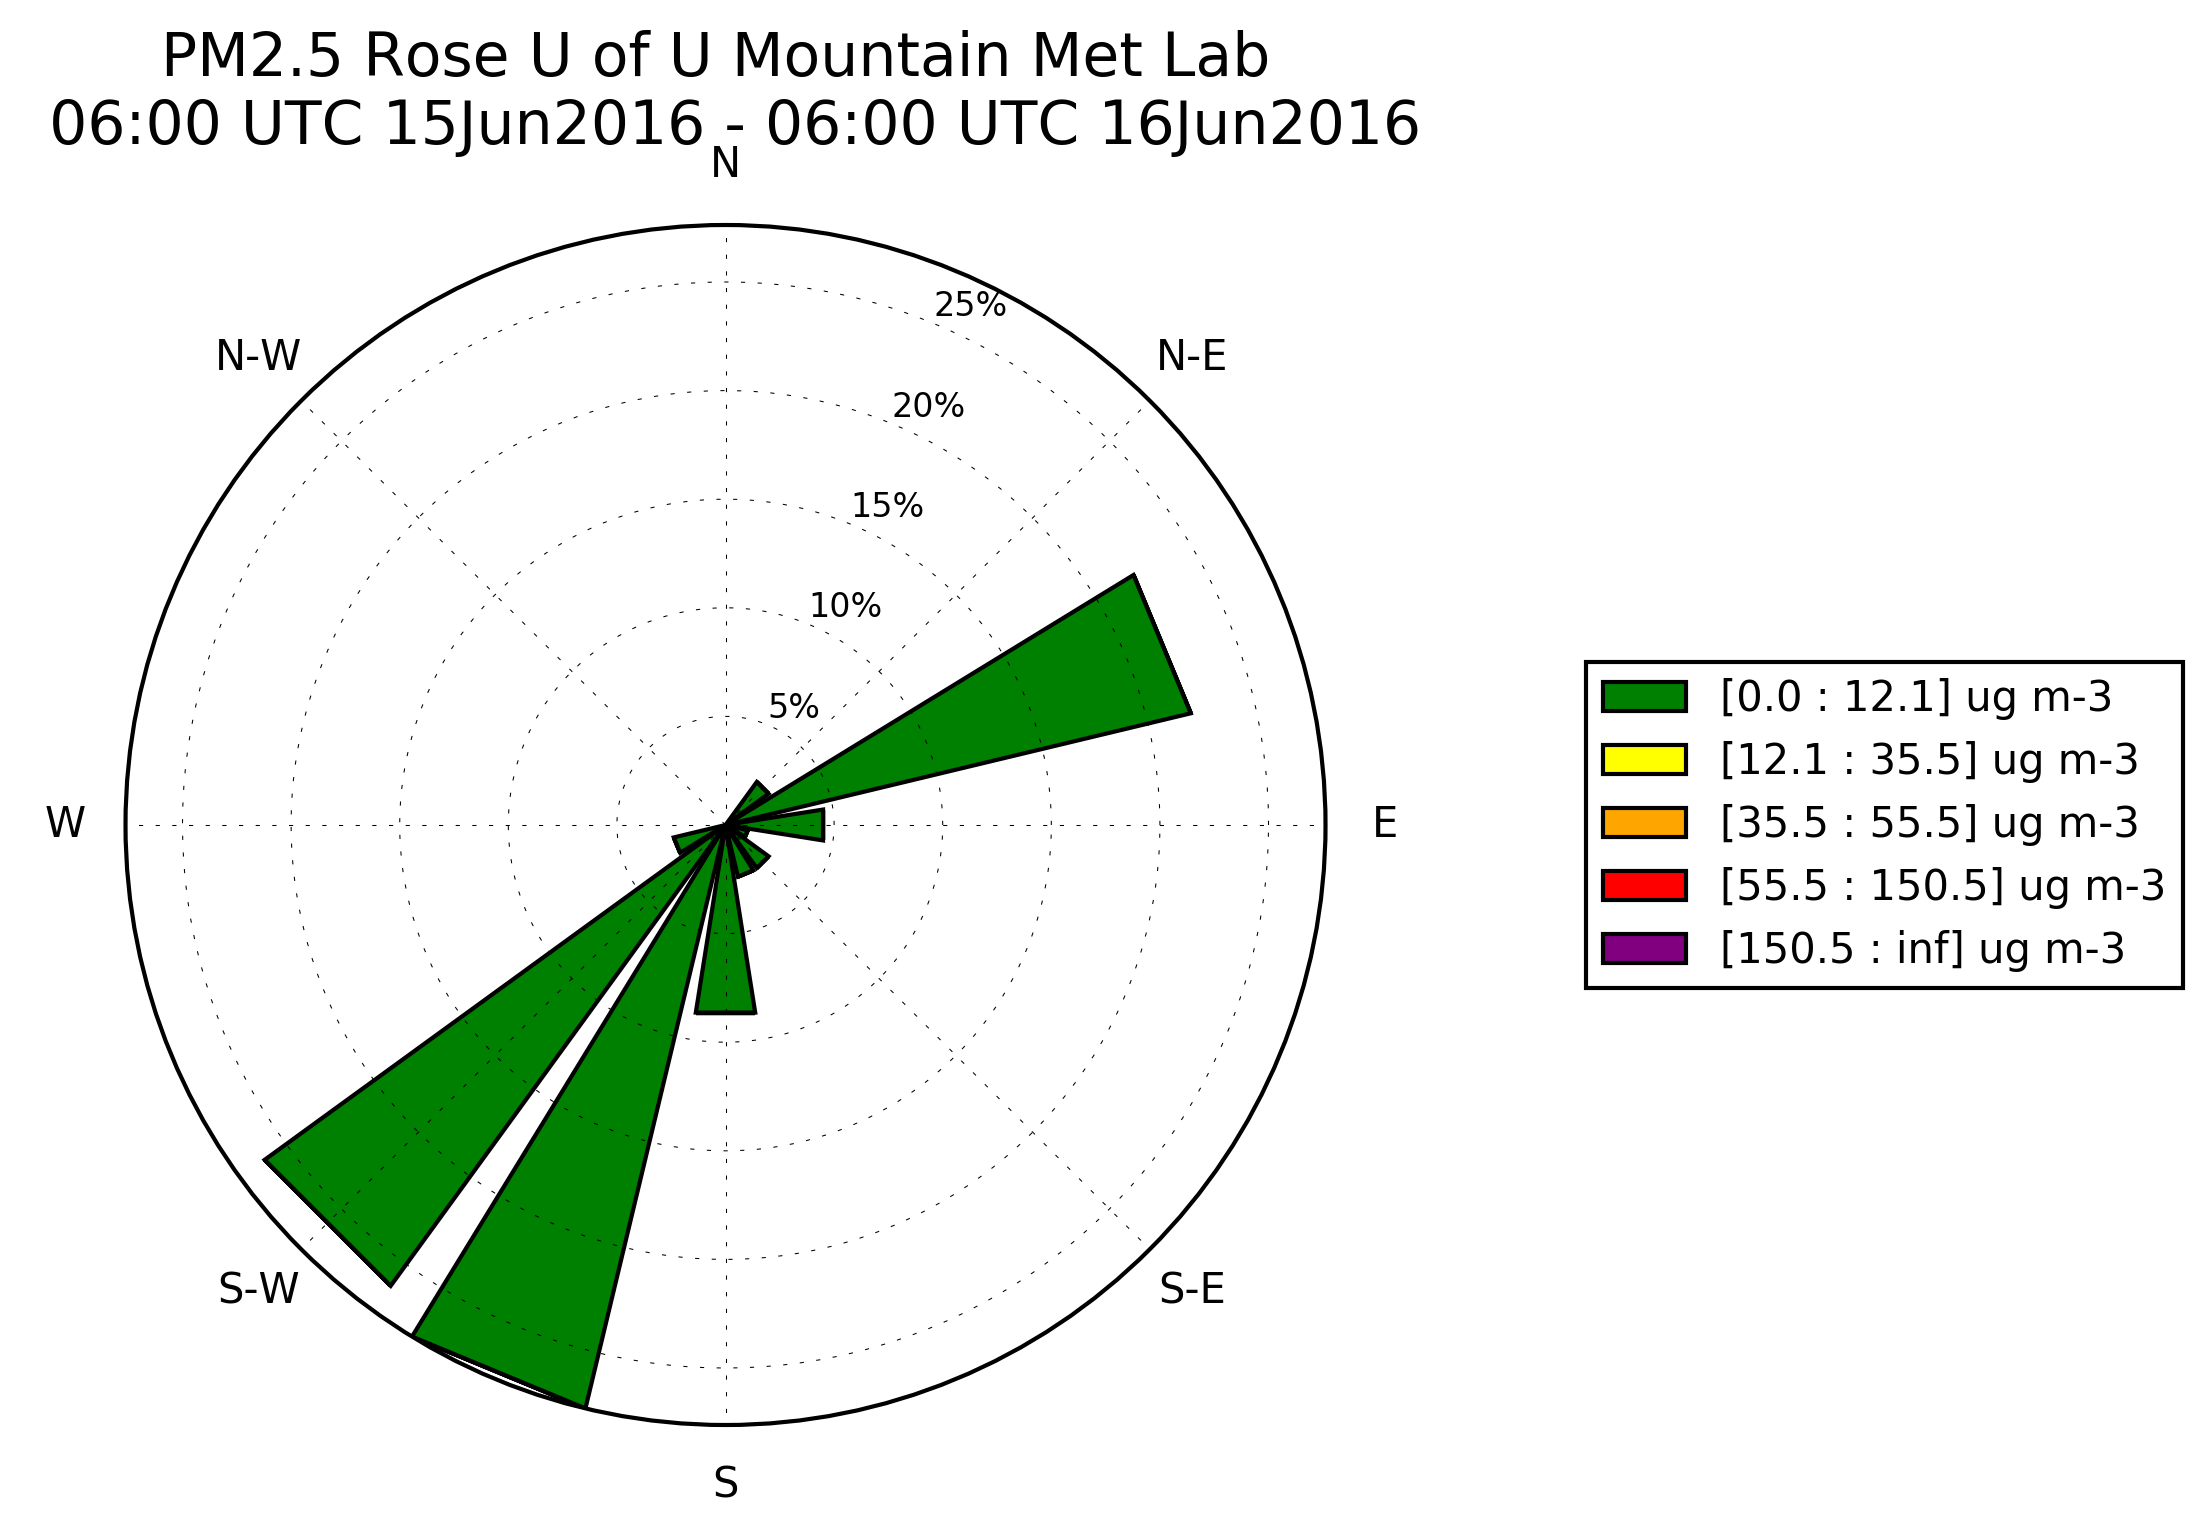 PM2.5 Rose U of U Mountain Met Lab
06:00 UTC 15Jun2016 - 06:00 UTC 16Jun2016
N
25%
N-W
N-E
20%
15%
10%
5%
W
E
S-W
S-E
S
[0.0 : 12.1] ug m-3
[12.1 : 35.5] ug m-3
[35.5 : 55.5] ug m-3
[55.5 : 150.5] ug m-3
[150.5 : inf] ug m-3